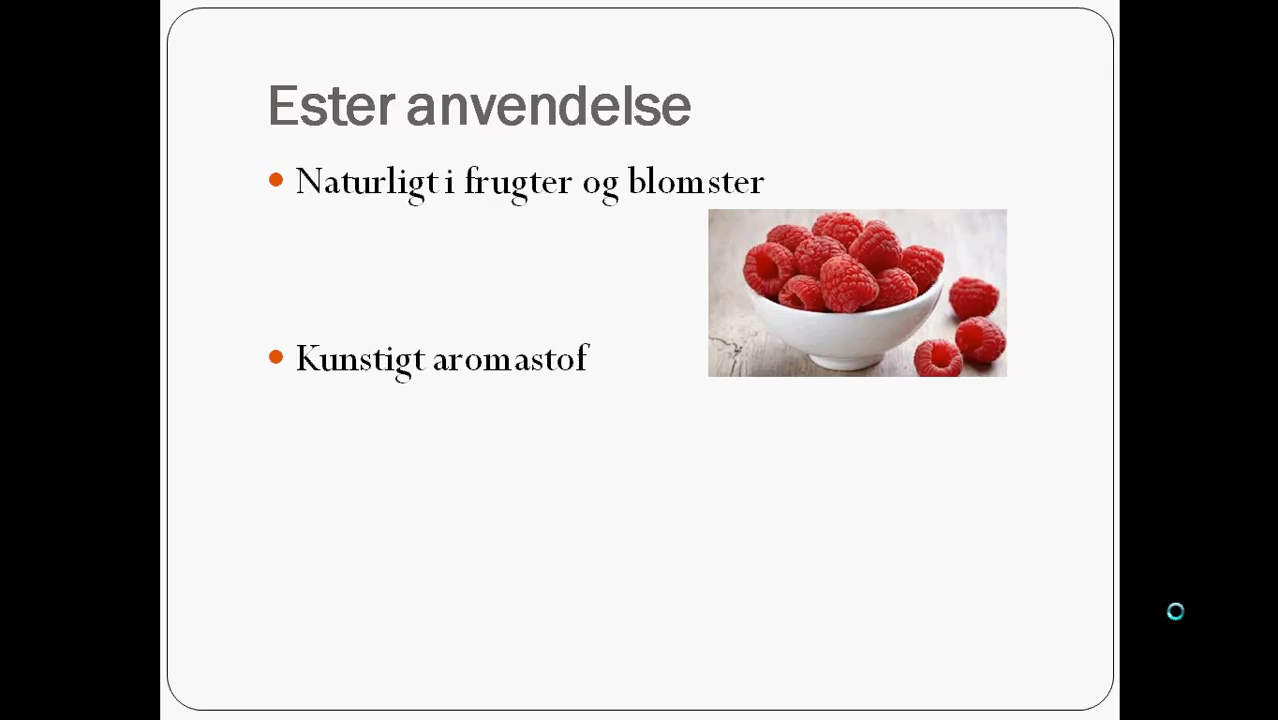 Ester anvendelse
Naturligt i frugter og blomster
Kunstigt aromastof